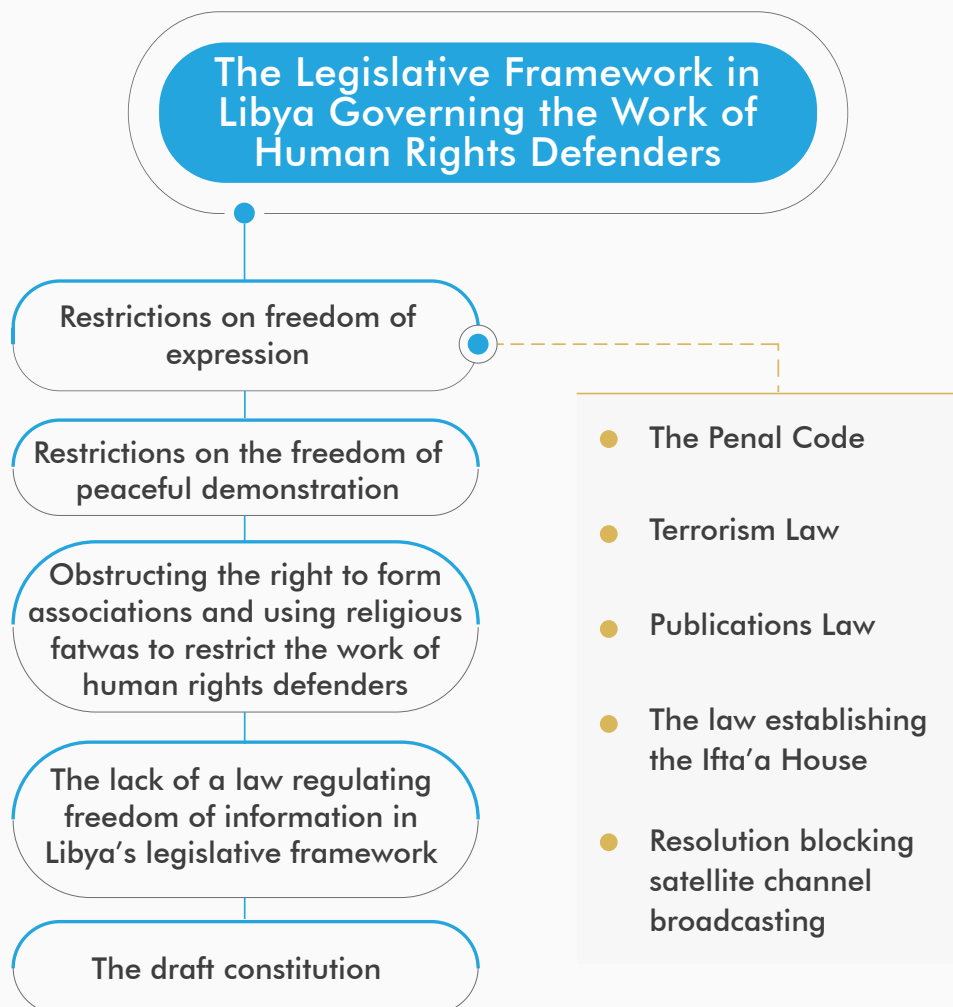 The Legislative Framework in
Libya Governing the Work of
Human Rights Defenders
Restrictions on freedom of
expression
Restrictions on the freedom of
peaceful demonstration
Obstructing the right to form
associations and using religious
fatwas to restrict the work of
human rights defenders
The lack of a law regulating
freedom of information in
Libya’s legislative framework
The draft constitution
The Penal Code
Terrorism Law
Publications Law
The law establishing
the Ifta’a House
Resolution blocking
satellite channel
broadcasting